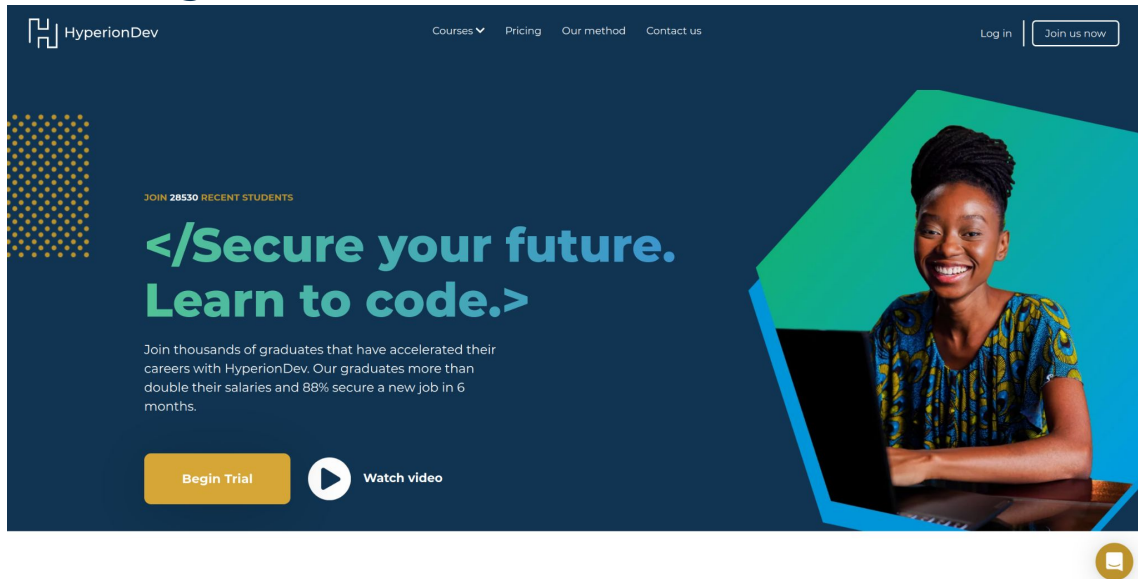 HyperionDev
Courses Pricing Our method Contact us
Log in Join us now
JOIN 28530 RECENT STUDENTS
</Secure your future.
Learn to code.>
Join thousands of graduates that have accelerated their
careers with HyperionDev. Our graduates more than
double their salaries and 88% secure a new job in 6
months.
Begin Trial
Watch video